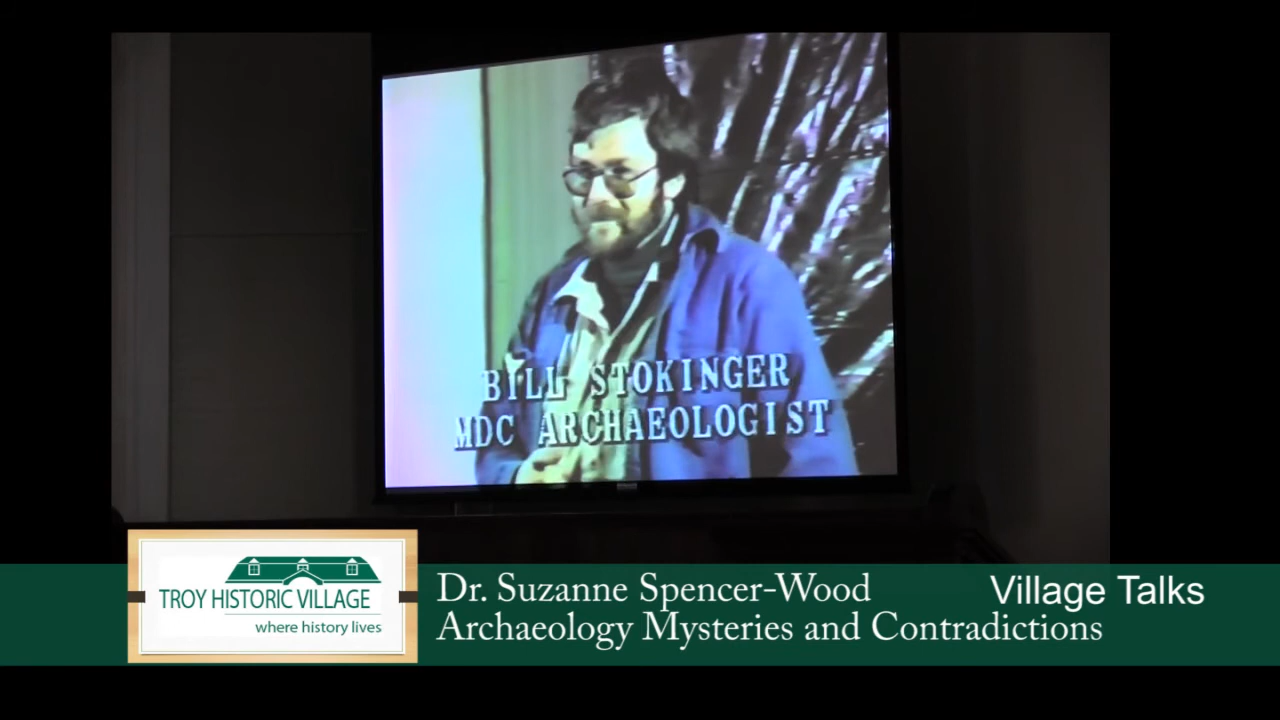 BILL STOKINGER
MDC ARCHAEOLOGIST
TROY HISTORIC VILLAGE
where history lives
Dr. Suzanne Spencer-Wood
Archaeology Mysteries and Contradictions
Village Talks